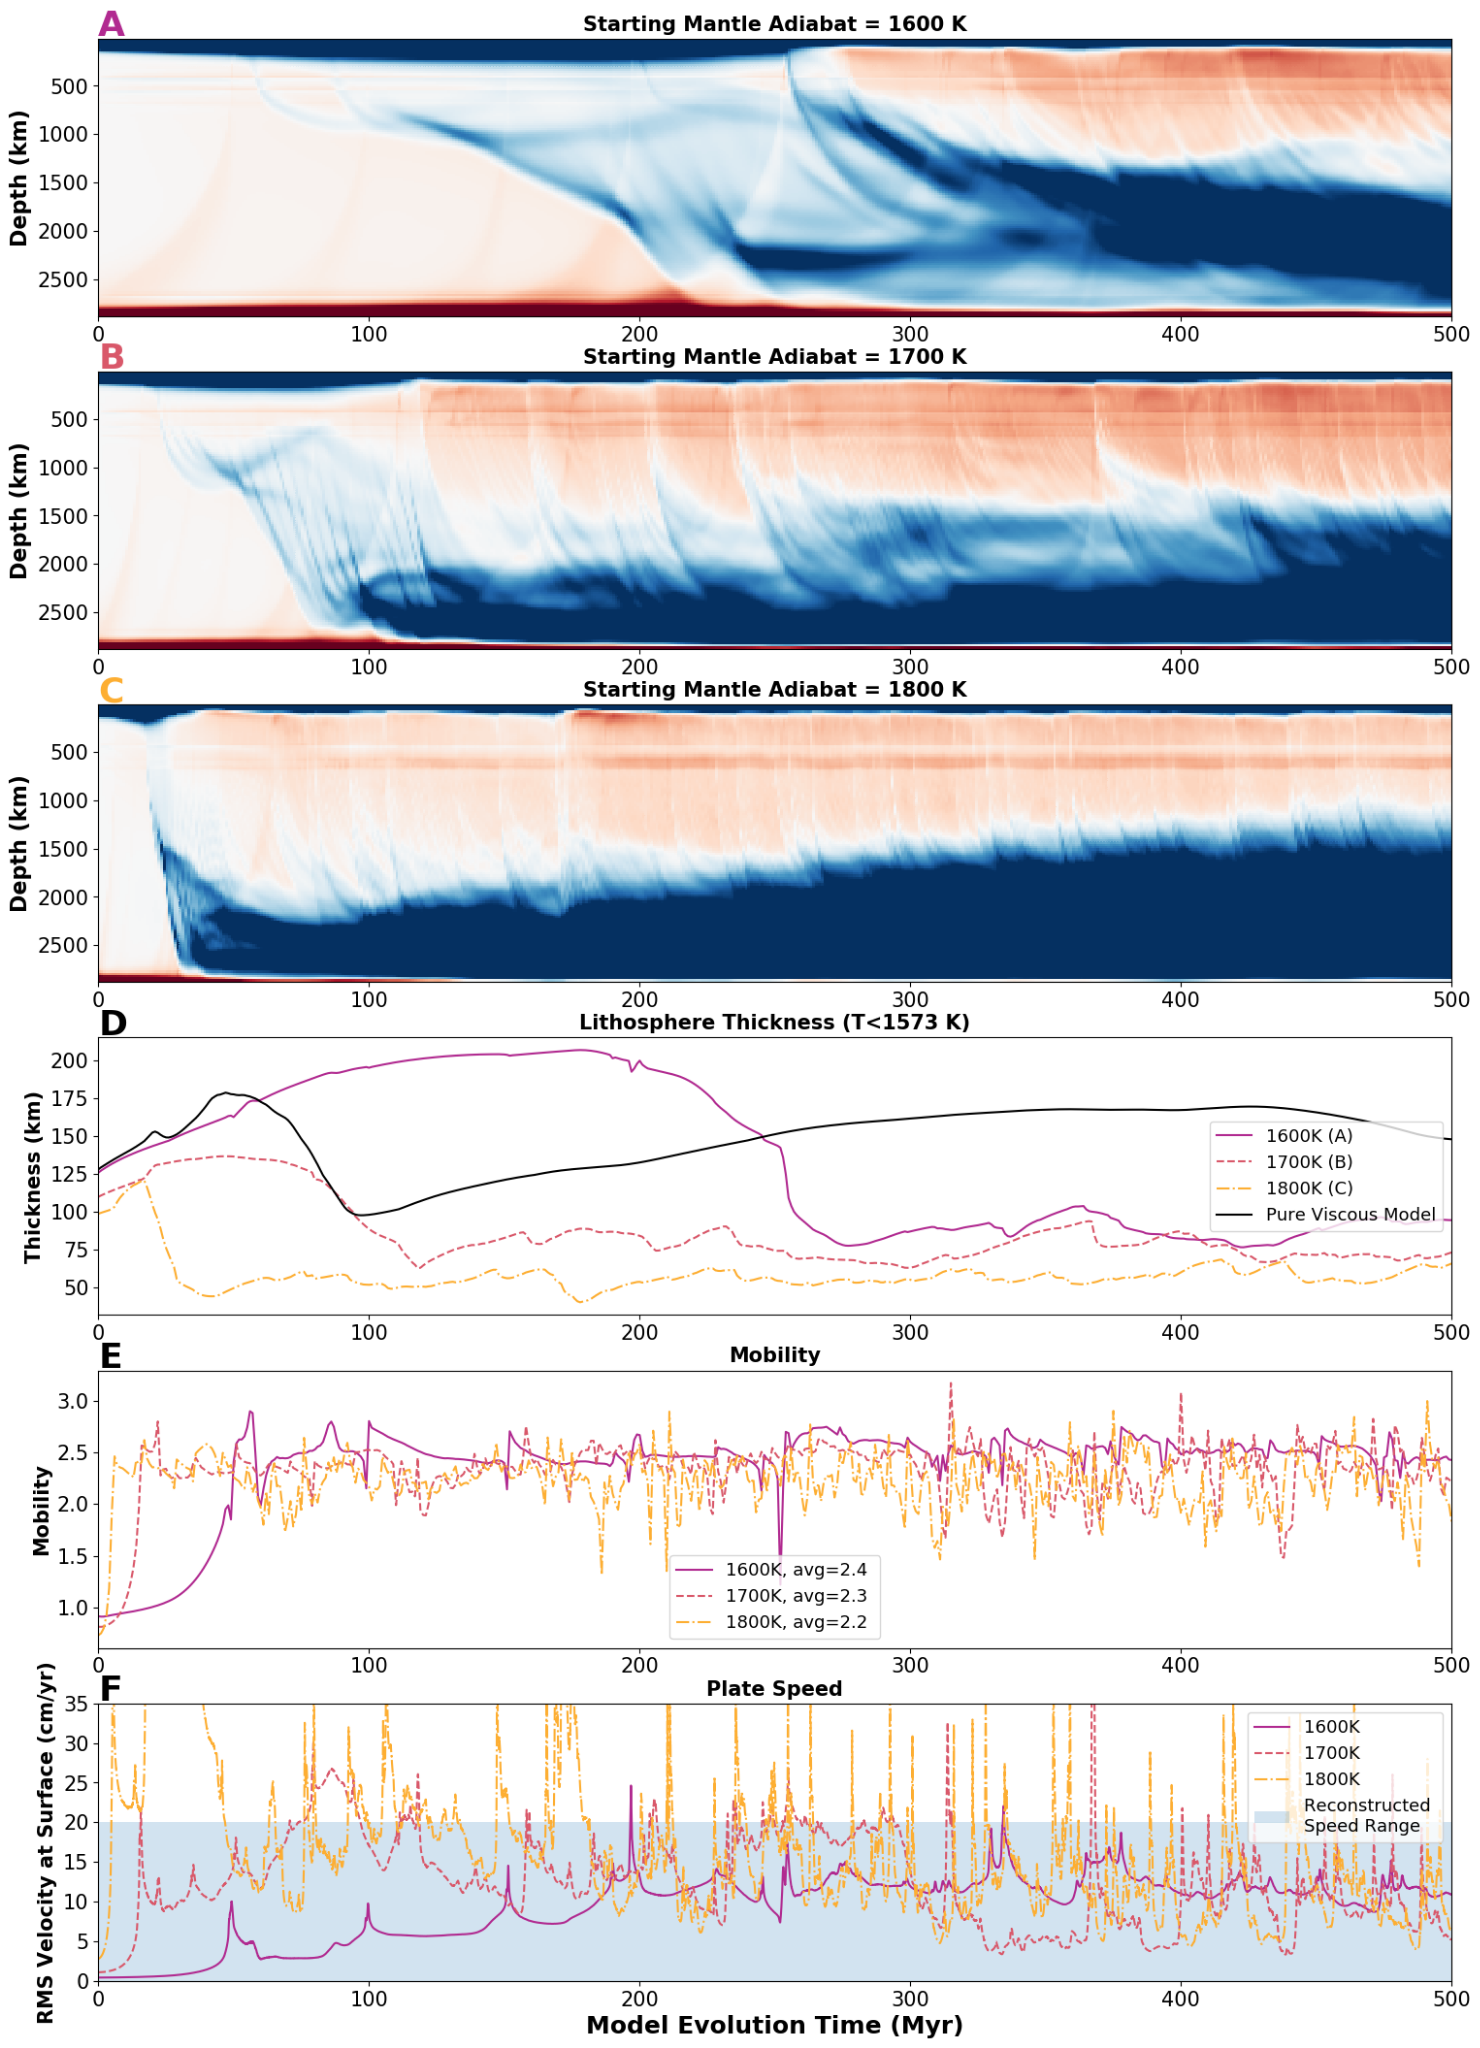 A
Starting Mantle Adiabat = 1600 K
Depth (km)
500
1000
1500
2000
2500
0 100 200 300 400 500
B
Starting Mantle Adiabat = 1700 K
Depth (km)
500
1000
1500
2000
2500
0 100 200 300 400 500
C
Starting Mantle Adiabat = 1800 K
Depth (km)
500
1000
1500
2000
2500
0 100 200 300 400 500
D
Lithosphere Thickness (T<1573 K)
Thickness (km)
200
175
150
125
100
75
50
1600K (A)
1700K (B)
1800K (C)
Pure Viscous Model
0 100 200 300 400 500
E
Mobility
Mobility
3.0
2.5
2.0
1.5
1.0
1600K, avg=2.4
1700K, avg=2.3
1800K, avg=2.2
0 100 200 300 400 500
F
Plate Speed
RMS Velocity at Surface (cm/yr)
35
30
25
20
15
10
5
0
1600K
1700K
1800K
Reconstructed
Speed Range
0 100 200 300 400 500
Model Evolution Time (Myr)